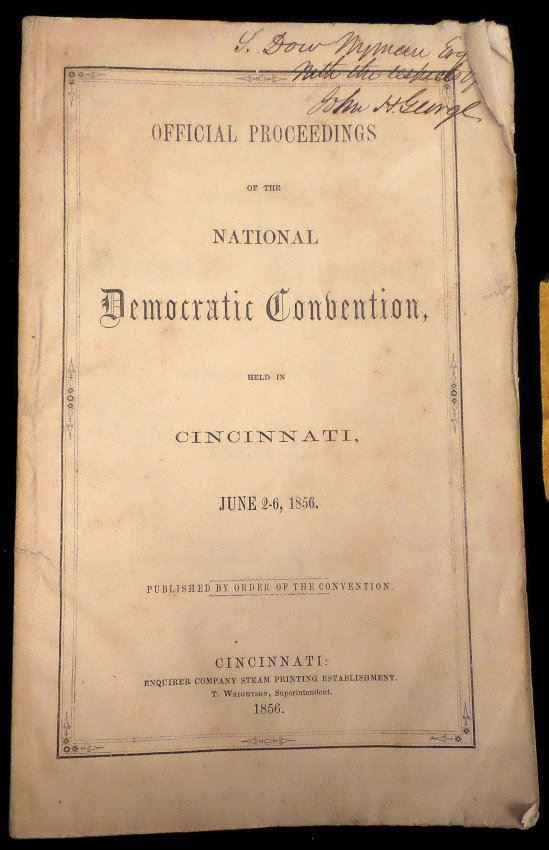 S. Dow Wyman Esq
With the respects of
John H. George
OFFICIAL PROCEEDINGS
OF THE
NATIONAL
Democratic Convention,
HELD IN
CINCINNATI,
JUNE 2-6, 1856.
PUBLISHED BY ORDER OF THE CONVENTION.
CINCINNATI:
ENQUIRER COMPANY STEAM PRINTING ESTABLISHMENT.
T. WRIGHTSON, Superintendent.
1856.